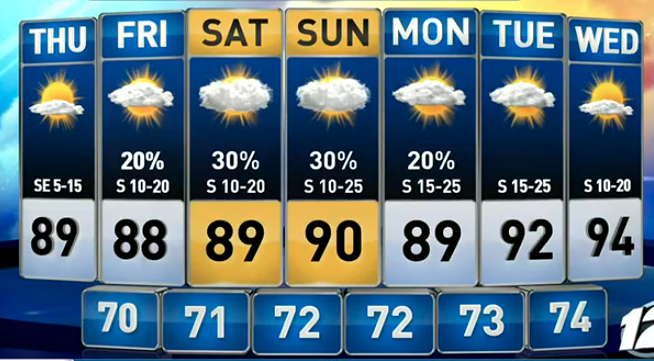 THU FRI SAT SUN MON TUE WED
20% 30% 30% 20%
SE 5-15 S 10-20 S 10-20 S 10-25 S 15-25 S 15-25 S 10-20
89 88 89 90 89 92 94
70 71 72 72 73 74
12